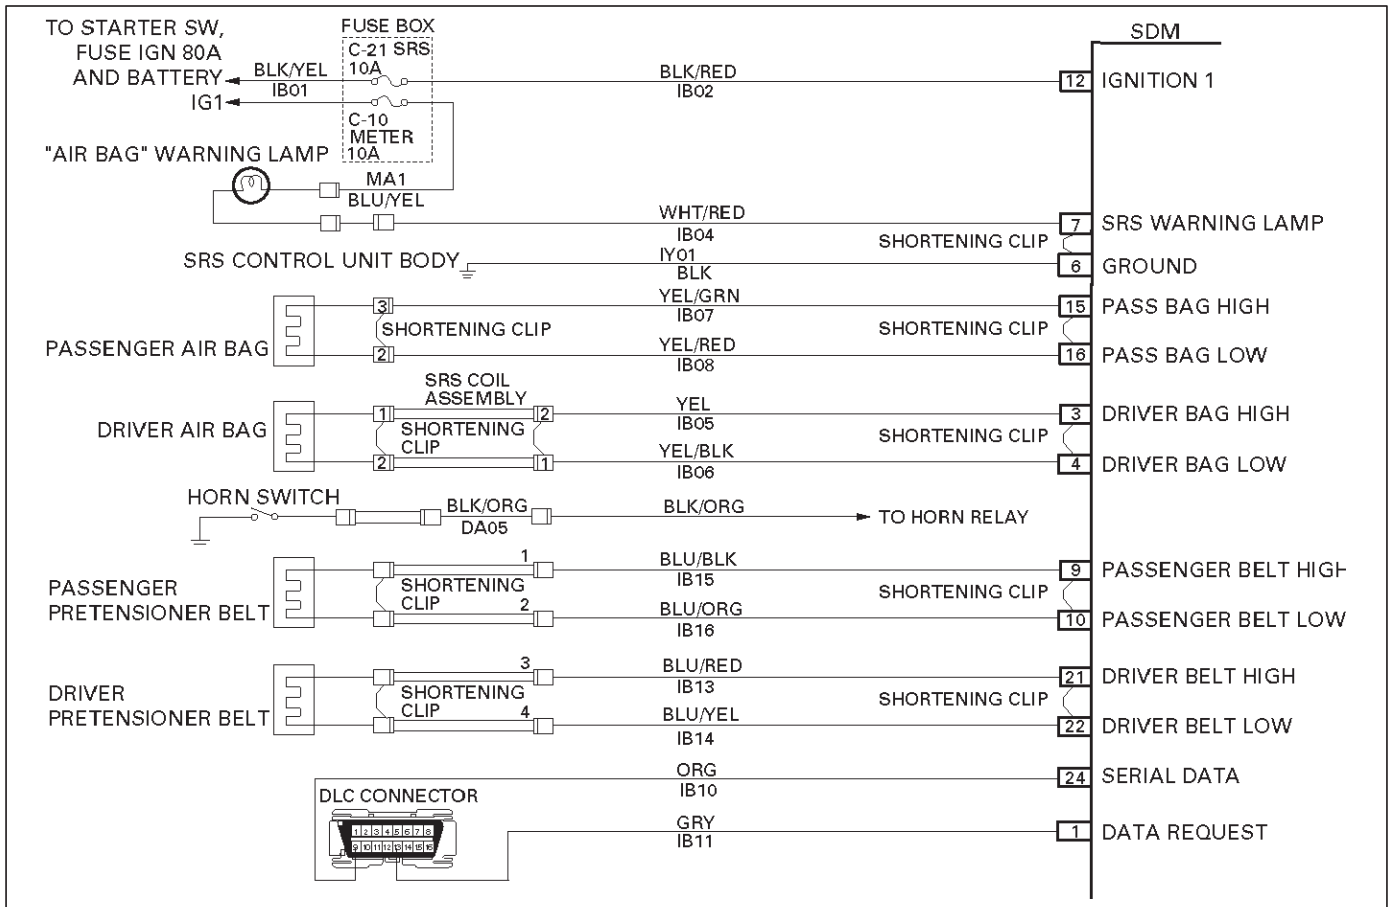 TO STARTER SW,
FUSE IGN 80A
AND BATTERY
IG1
BLK/YEL
IB01
FUSE BOX
C-21 SRS
10A
C-10
METER
10A
BLK/RED
IB02
SDM
12 IGNITION 1
"AIR BAG" WARNING LAMP
MA1
BLU/YEL
WHT/RED
IB04
7 SRS WARNING LAMP
SHORTENING CLIP
SRS CONTROL UNIT BODY
IY01
BLK
6 GROUND
PASSENGER AIR BAG
3
SHORTENING CLIP
2
YEL/GRN
IB07
15 PASS BAG HIGH
SHORTENING CLIP
YEL/RED
IB08
16 PASS BAG LOW
DRIVER AIR BAG
SRS COIL
ASSEMBLY
1 2
SHORTENING
CLIP
2 1
YEL
IB05
3 DRIVER BAG HIGH
SHORTENING CLIP
YEL/BLK
IB06
4 DRIVER BAG LOW
HORN SWITCH
BLK/ORG
DA05
BLK/ORG
TO HORN RELAY
PASSENGER
PRETENSIONER BELT
1
SHORTENING
CLIP
2
BLU/BLK
IB15
9 PASSENGER BELT HIGH
SHORTENING CLIP
BLU/ORG
IB16
10 PASSENGER BELT LOW
DRIVER
PRETENSIONER BELT
3
SHORTENING
CLIP
4
BLU/RED
IB13
21 DRIVER BELT HIGH
SHORTENING CLIP
BLU/YEL
IB14
22 DRIVER BELT LOW
ORG
IB10
24 SERIAL DATA
DLC CONNECTOR
1 2 3 4 5 6 7 8
9 10 11 12 13 14 15 16
GRY
IB11
1 DATA REQUEST